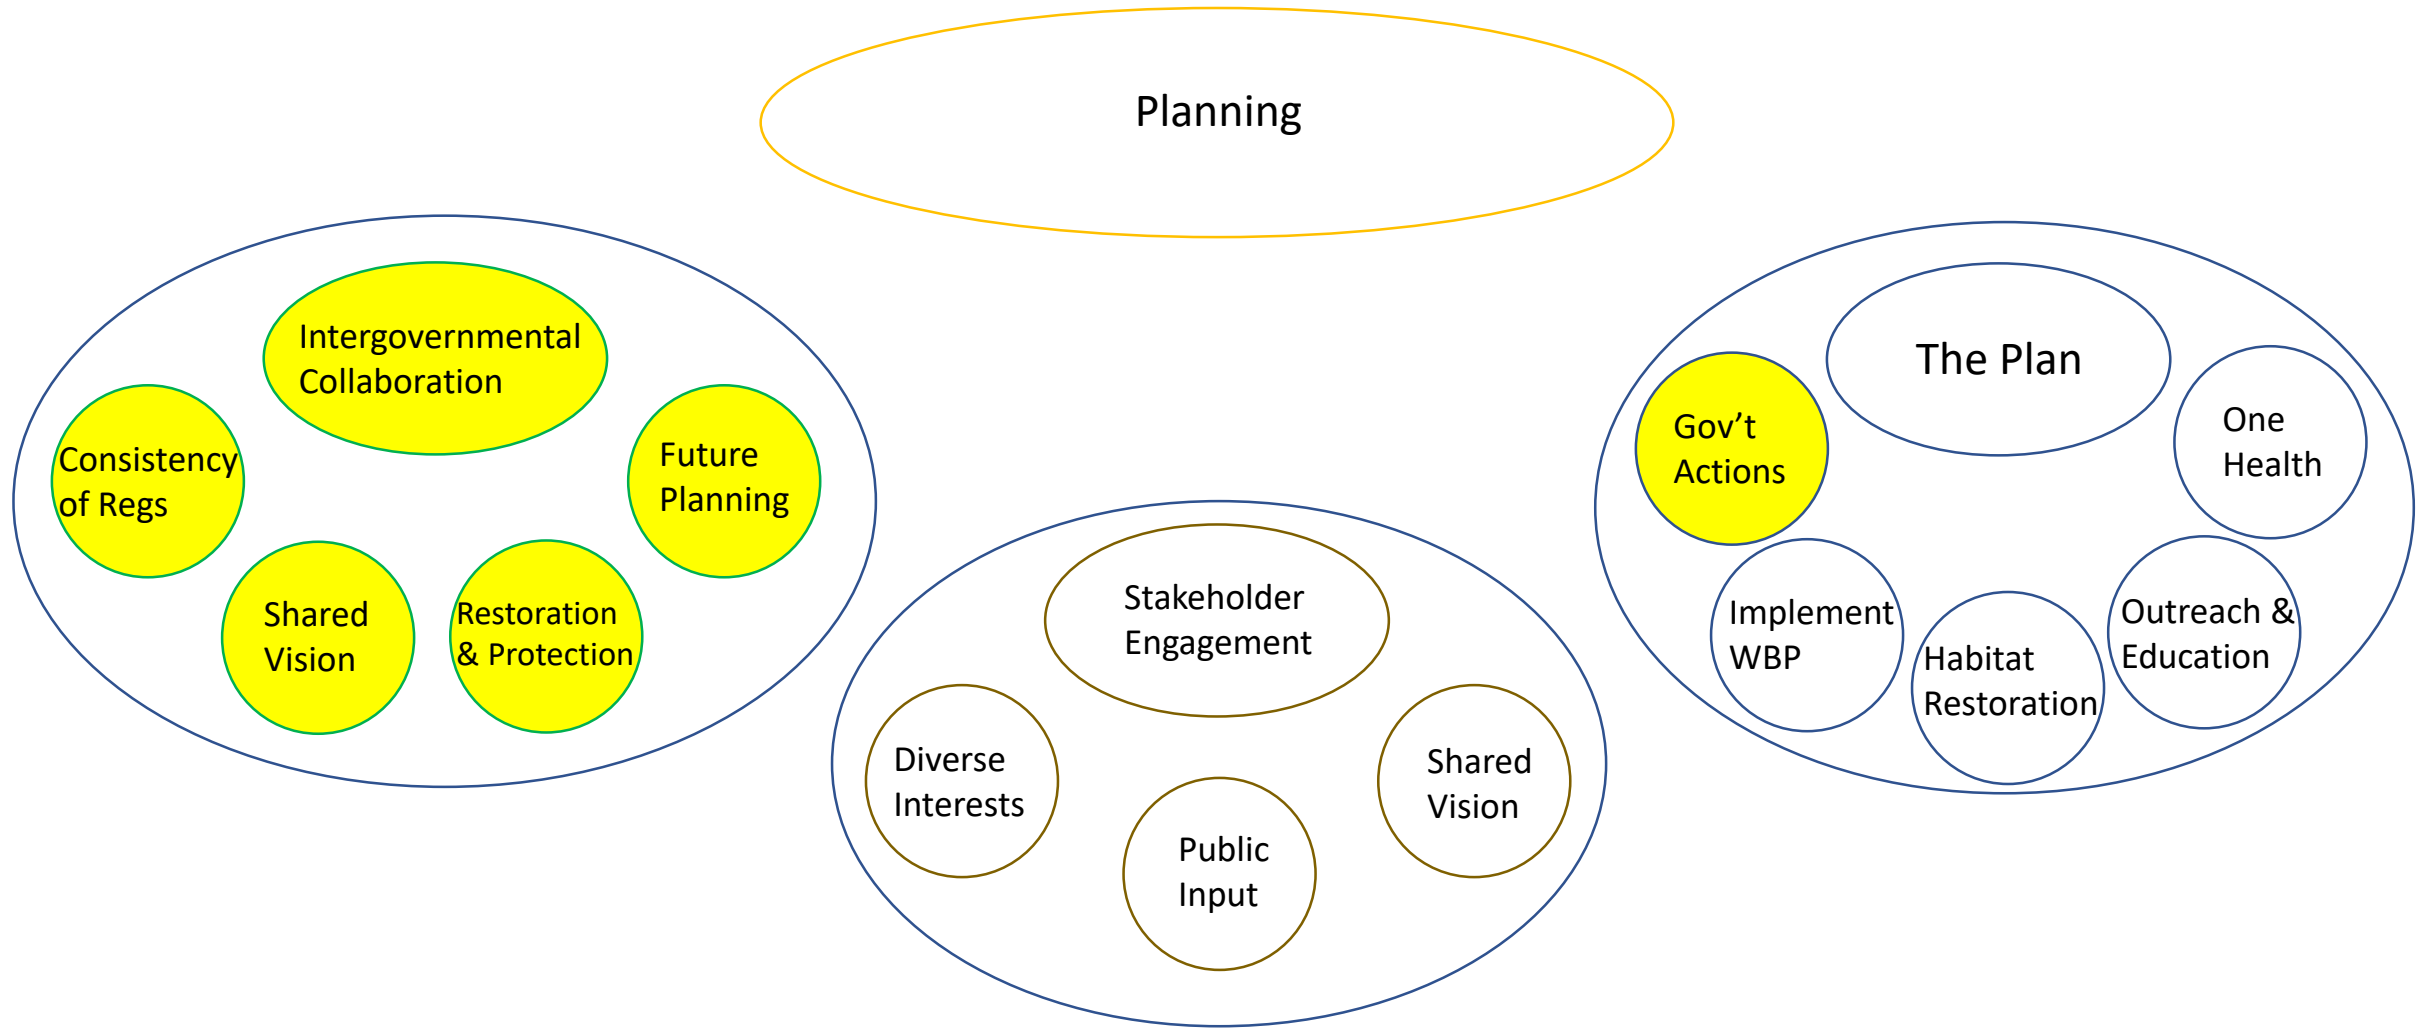 Planning
Intergovernmental
Collaboration
Consistency
of Regs
Future
Planning
Shared
Vision
Restoration
& Protection
Stakeholder
Engagement
Diverse
Interests
Public
Input
Shared
Vision
The Plan
Gov’t
Actions
One
Health
Implement
WBP
Habitat
Restoration
Outreach &
Education